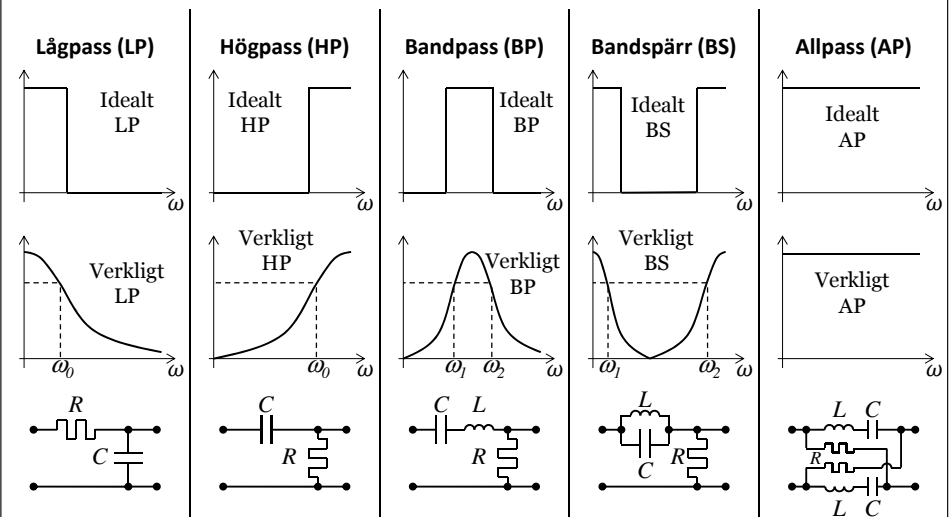 Lågpass (LP)
Högpass (HP)
Bandpass (BP)
Bandspärr (BS)
Allpass (AP)
Idealt
LP
ω
Idealt
HP
ω
Idealt
BP
ω
Idealt
BS
ω
Idealt
AP
ω
Verkligt
LP
ω0
ω
Verkligt
HP
ω0
ω
Verkligt
BP
ω1
ω2
ω
Verkligt
BS
ω1
ω2
ω
Verkligt
AP
ω
R
C
C
R
C
L
R
L
C
R
L
C
R
L
C